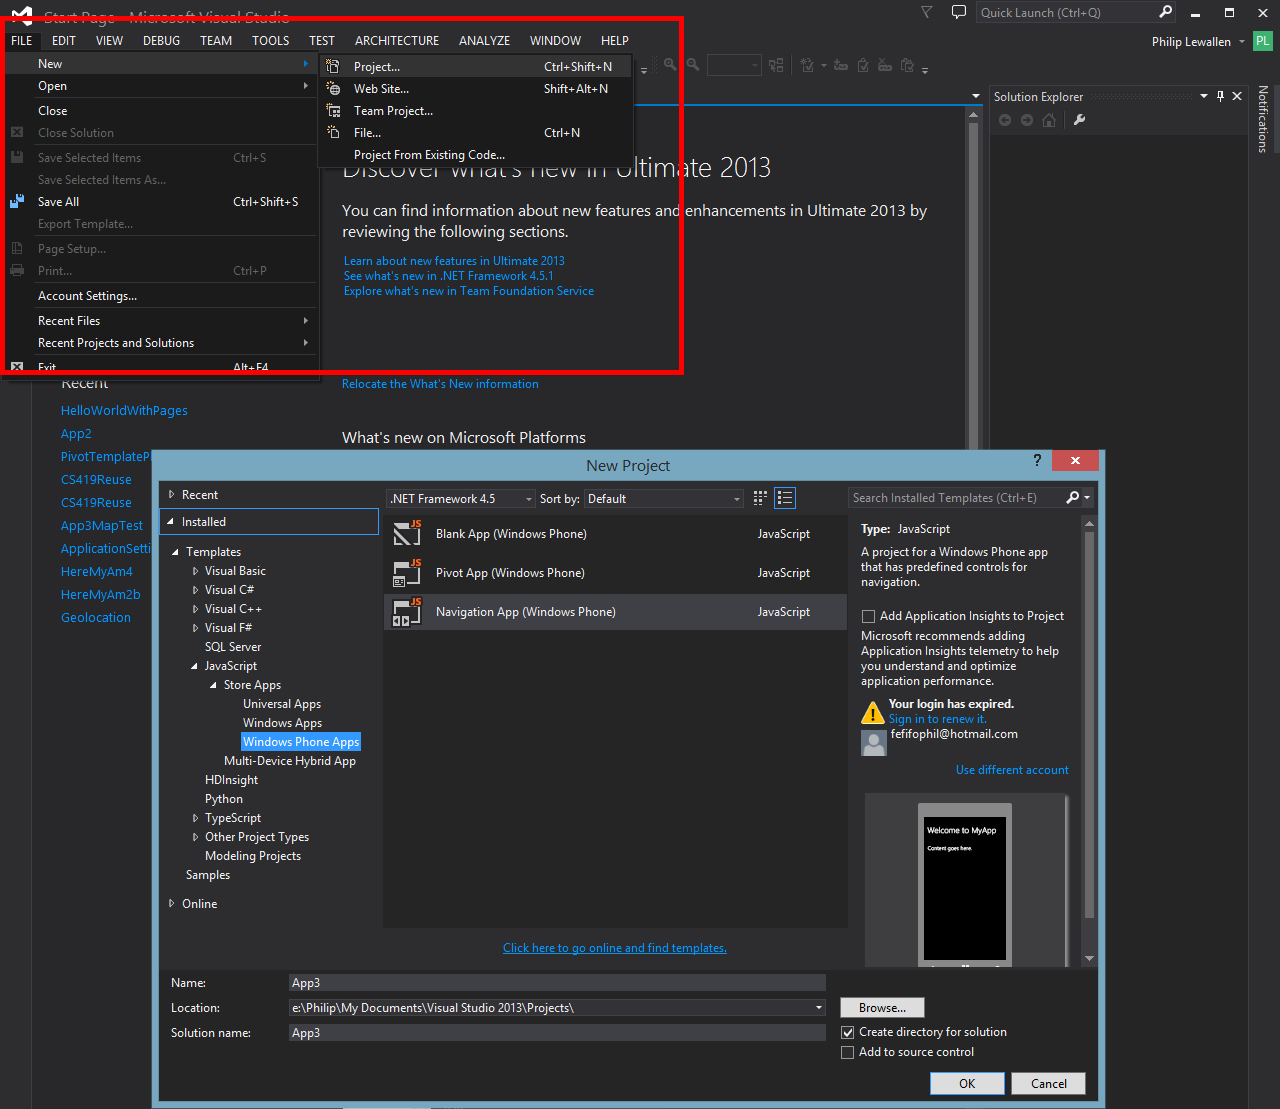 Start Page - Microsoft Visual Studio
Quick Launch (Ctrl+Q)
FILE EDIT VIEW DEBUG TEAM TOOLS TEST ARCHITECTURE ANALYZE WINDOW HELP
Philip Lewallen PL
New
Open
Close
Close Solution
Save Selected Items Ctrl+S
Save Selected Items As...
Save All Ctrl+Shift+S
Export Template...
Page Setup...
Print... Ctrl+P
Account Settings...
Recent Files
Recent Projects and Solutions
Exit Alt+F4
Project... Ctrl+Shift+N
Web Site... Shift+Alt+N
Team Project...
File... Ctrl+N
Project From Existing Code...
Solution Explorer
Notifications
Discover what's new in Ultimate 2013
You can find information about new features and enhancements in Ultimate 2013 by
reviewing the following sections.
Learn about new features in Ultimate 2013
See what's new in .NET Framework 4.5.1
Explore what's new in Team Foundation Service
Relocate the What's New information
What's new on Microsoft Platforms
Recent
HelloWorldWithPages
App2
PivotTemplateP
CS419Reuse
CS419Reuse
App3MapTest
ApplicationSetti
HereMyAm4
HereMyAm2b
Geolocation
New Project
?
Recent
Installed
Templates
Visual Basic
Visual C#
Visual C++
Visual F#
SQL Server
JavaScript
Store Apps
Universal Apps
Windows Apps
Windows Phone Apps
Multi-Device Hybrid App
HDInsight
Python
TypeScript
Other Project Types
Modeling Projects
Samples
Online
.NET Framework 4.5 Sort by: Default
Search Installed Templates (Ctrl+E)
JS Blank App (Windows Phone) JavaScript
JS Pivot App (Windows Phone) JavaScript
JS Navigation App (Windows Phone) JavaScript
Click here to go online and find templates.
Type: JavaScript
A project for a Windows Phone app
that has predefined controls for
navigation.
Add Application Insights to Project
Microsoft recommends adding
Application Insights telemetry to help
you understand and optimize
application performance.
Your login has expired.
Sign in to renew it.
fefifophil@hotmail.com
Use different account
Welcome to MyApp
Content goes here.
Name: App3
Location: e:\Philip\My Documents\Visual Studio 2013\Projects\
Browse...
Solution name: App3
Create directory for solution
Add to source control
OK Cancel